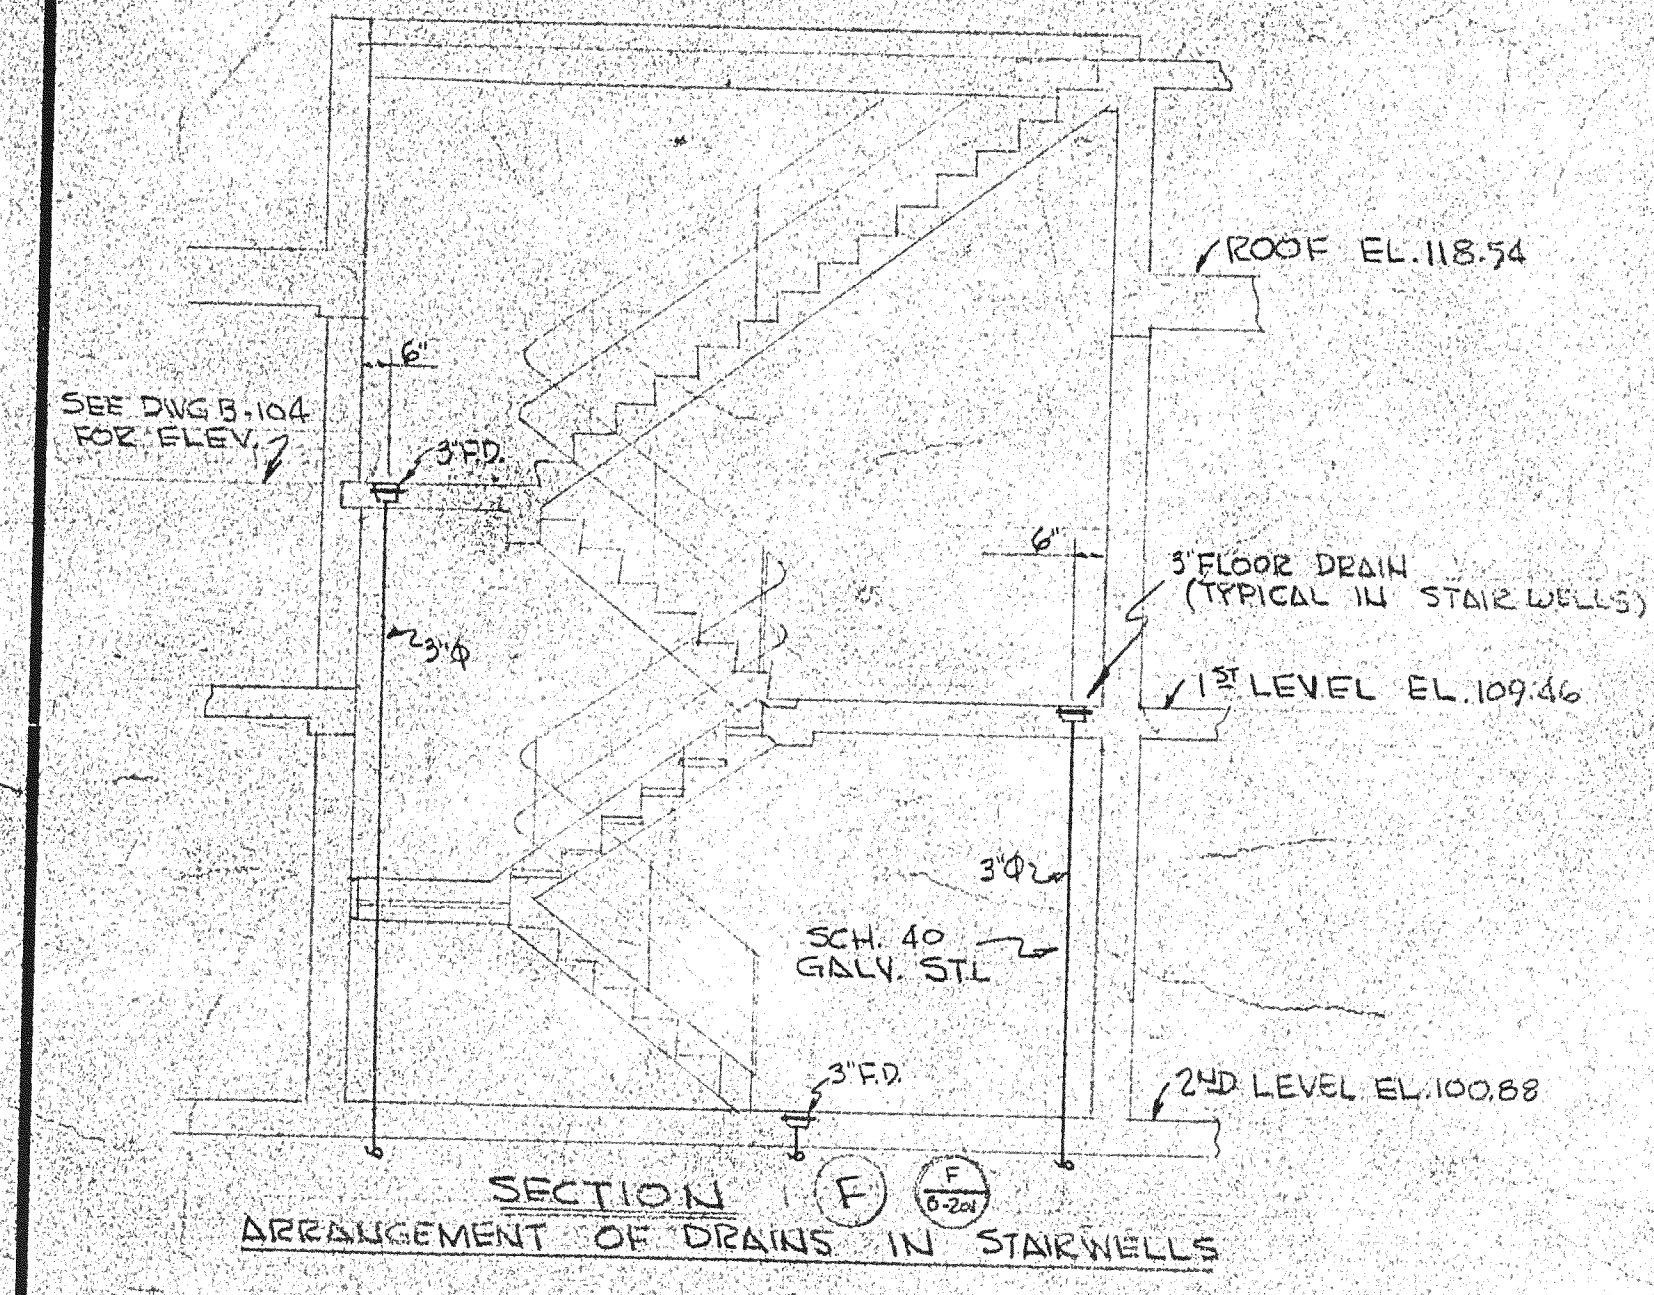 ROOF EL. 118.54
6"
SEE DWG B-104
FOR ELEV.
3" F.D.
6"
3" FLOOR DRAIN
(TYPICAL IN STAIR WELLS)
3"Φ
1ST LEVEL EL. 109.46
3"Φ
SCH. 40
GALV. STL
3" F.D.
2ND LEVEL EL. 100.88
SECTION F
F
B-201
ARRANGEMENT OF DRAINS IN STAIRWELLS